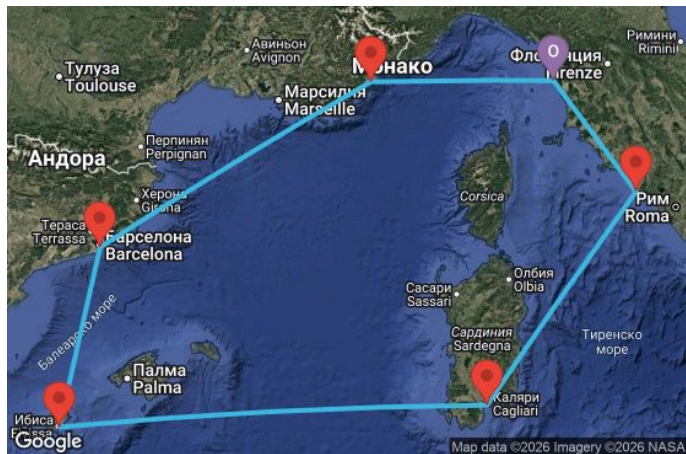 Авиньон
Avignon
Римини
Rimini
Тулуза
Toulouse
Монако
O
Флоренция
Firenze
Марсилия
Marseille
Перпинян
Perpignan
Андора
Херона
Girona
Corsica
Рим
Roma
Тераса
Terrassa
Барселона
Barcelona
Олбия
Olbia
Сасари
Sassari
Балеарско море
Сардиния
Sardegna
Тиренско
море
Палма
Palma
Каляри
Cagliari
Ибиса
Google
Map data ©2026 Imagery ©2026 NASA